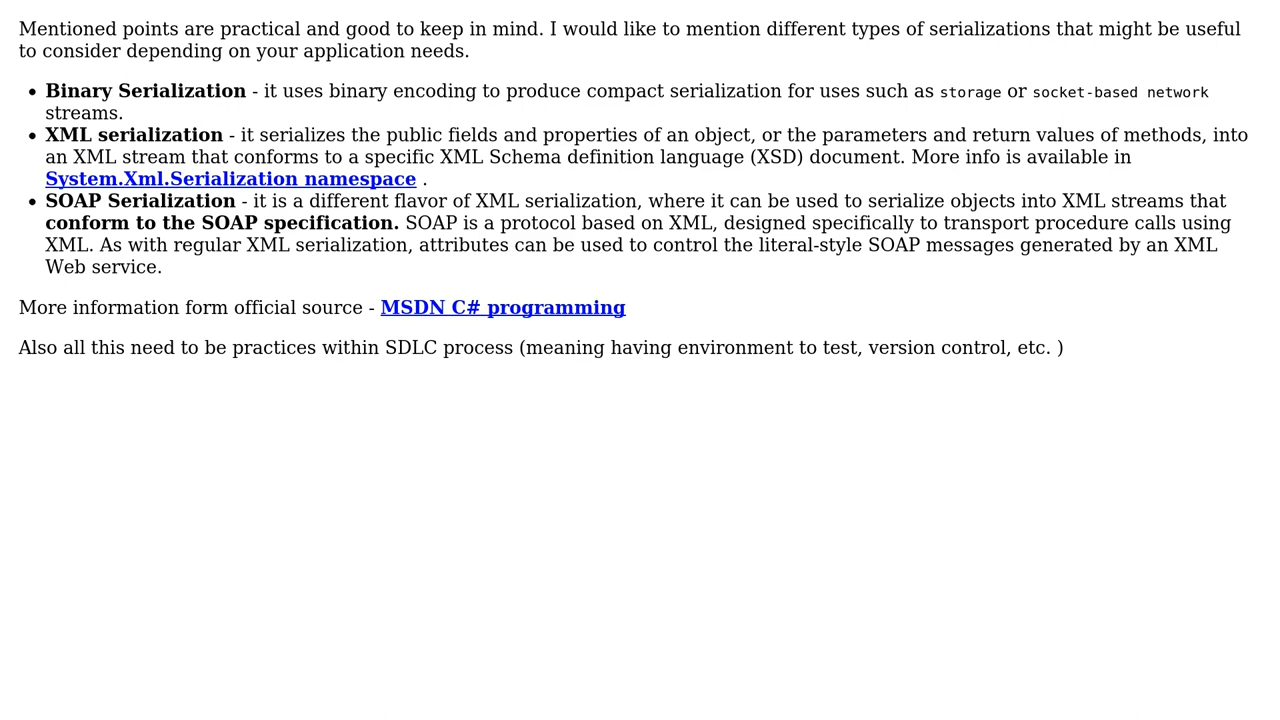 Mentioned points are practical and good to keep in mind. I would like to mention different types of serializations that might be useful
to consider depending on your application needs.
• Binary Serialization - it uses binary encoding to produce compact serialization for uses such as storage or socket-based network
streams.
• XML serialization - it serializes the public fields and properties of an object, or the parameters and return values of methods, into
an XML stream that conforms to a specific XML Schema definition language (XSD) document. More info is available in
System.Xml.Serialization namespace .
• SOAP Serialization - it is a different flavor of XML serialization, where it can be used to serialize objects into XML streams that
conform to the SOAP specification. SOAP is a protocol based on XML, designed specifically to transport procedure calls using
XML. As with regular XML serialization, attributes can be used to control the literal-style SOAP messages generated by an XML
Web service.
More information form official source - MSDN C# programming
Also all this need to be practices within SDLC process (meaning having environment to test, version control, etc. )